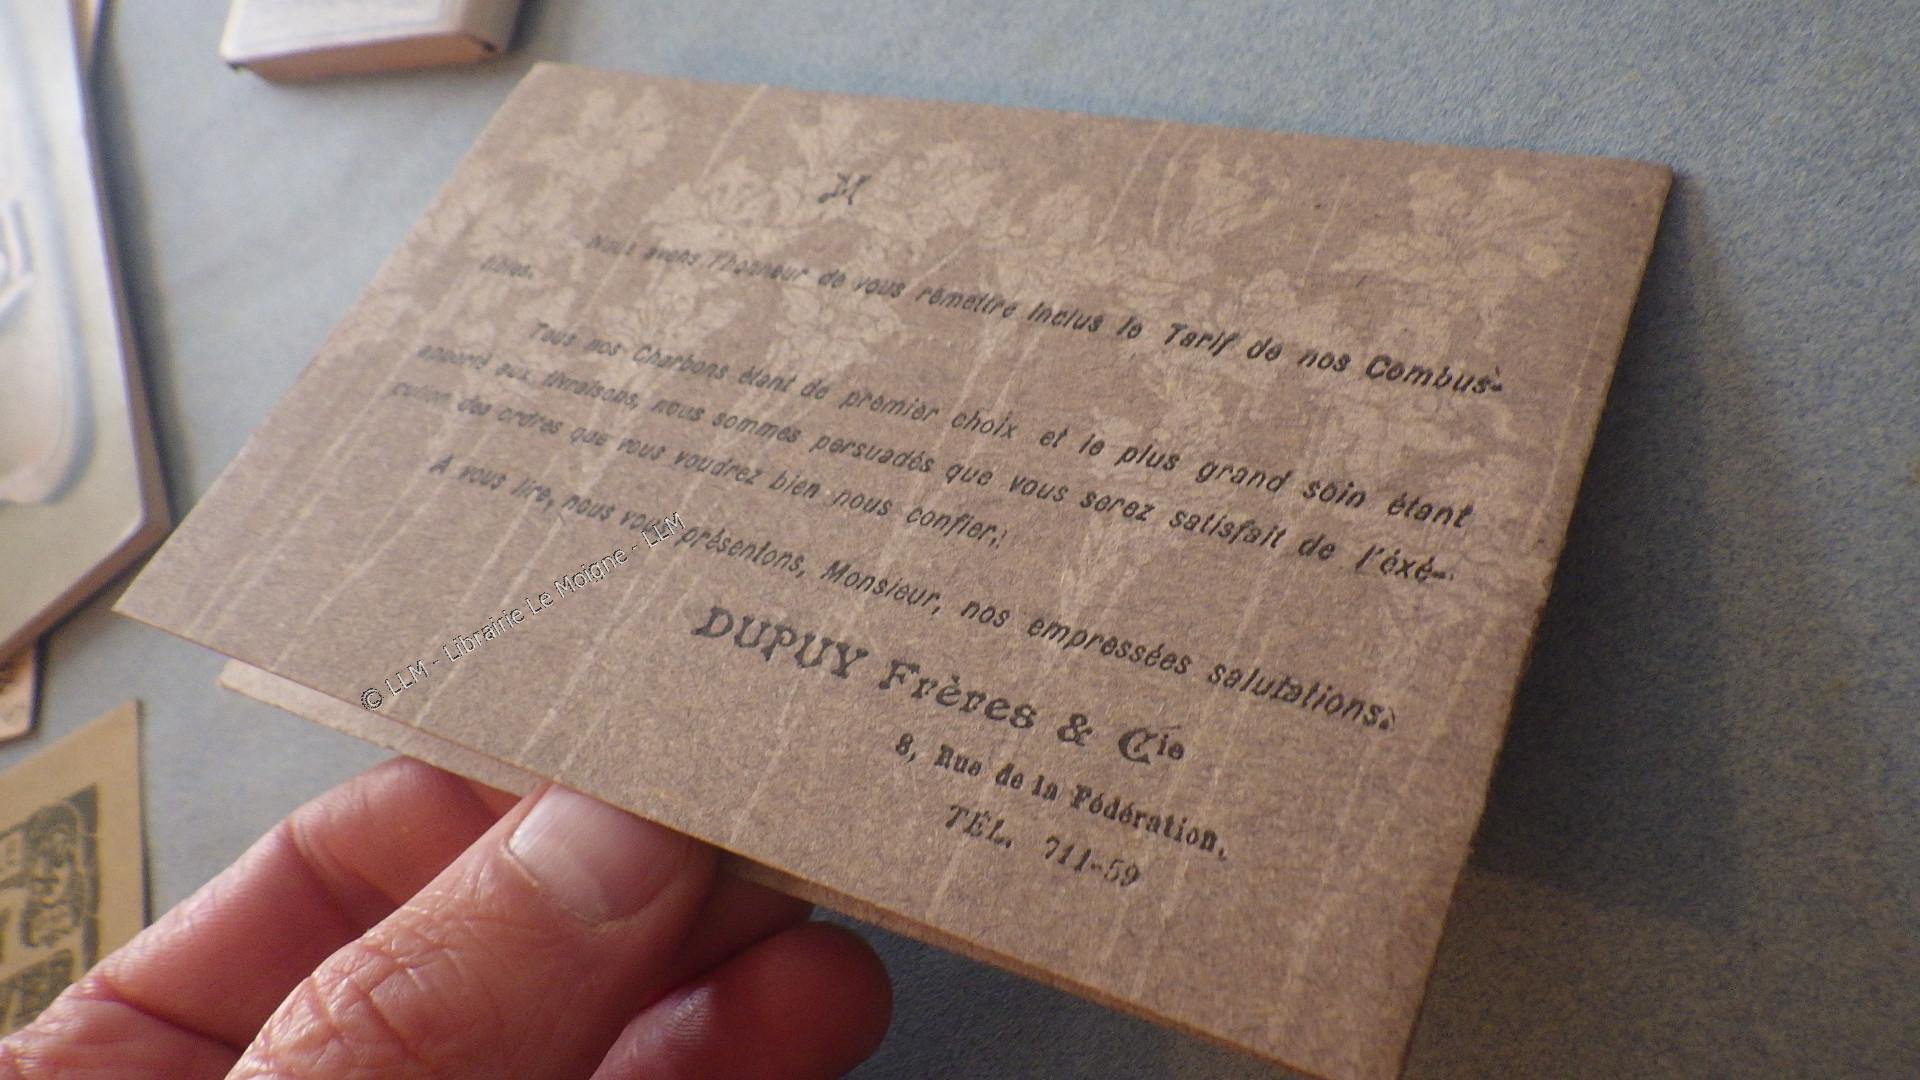 M
Nous avons l'honneur de vous remettre inclus le Tarif de nos Combus-
tibles.
Tous nos Charbons étant de premier choix et le plus grand soin étant
apporté aux livraisons, nous sommes persuadés que vous serez satisfait de l'éxé-
cution des ordres que vous voudrez bien nous confier.
A vous lire, nous vous présentons, Monsieur, nos empressées salutations.
DUPUY Frères & Cie
8, Rue de la Fédération.
TÉL. 711-59
© LLM - Librairie Le Moigne - LLM